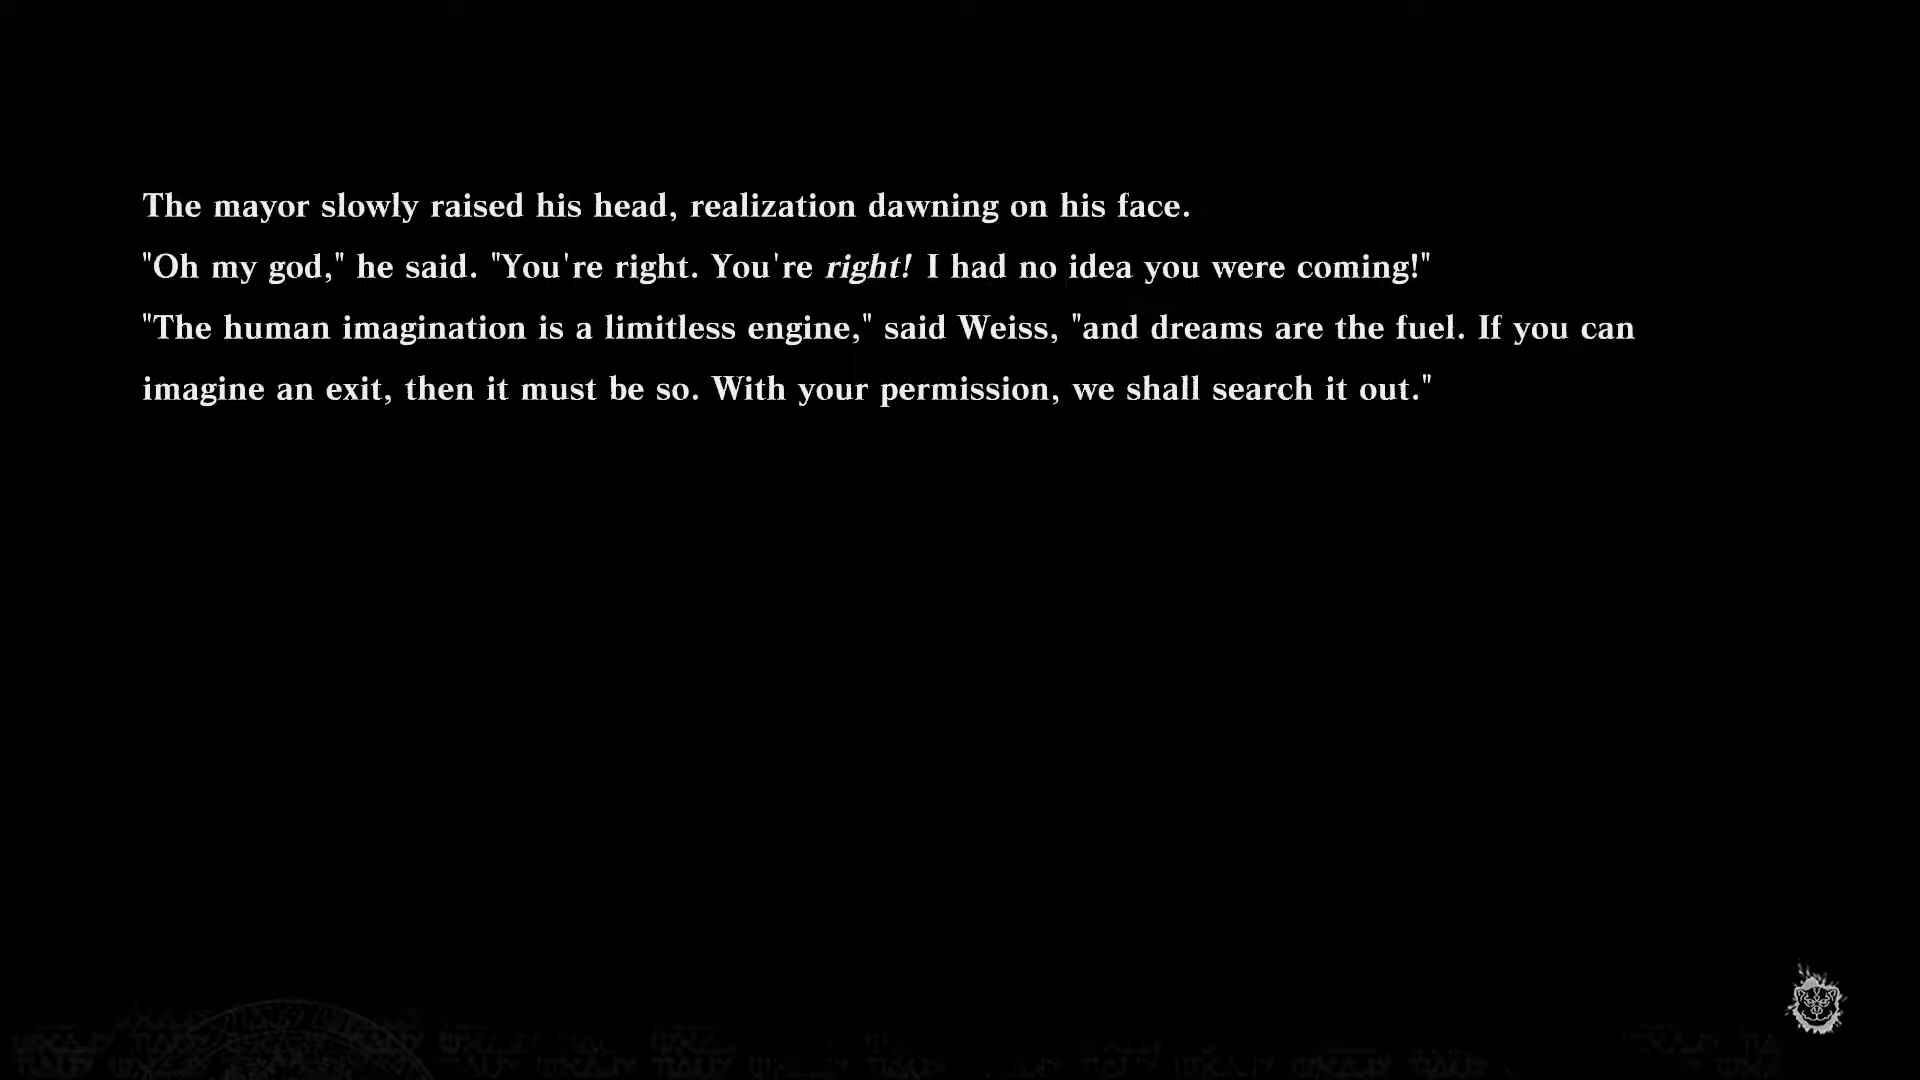 The mayor slowly raised his head, realization dawning on his face.
"Oh my god," he said. "You're right. You're right! I had no idea you were coming!"
"The human imagination is a limitless engine," said Weiss, "and dreams are the fuel. If you can
imagine an exit, then it must be so. With your permission, we shall search it out."